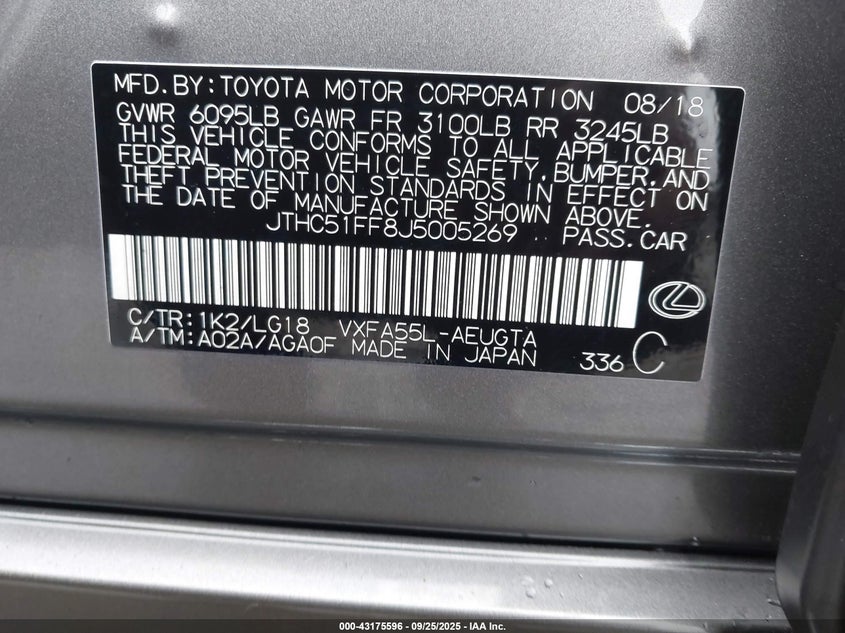 MFD. BY: TOYOTA MOTOR CORPORATION 08/18
GVWR 6095LB GAWR FR 3100LB RR 3245LB
THIS VEHICLE CONFORMS TO ALL APPLICABLE
FEDERAL MOTOR VEHICLE SAFETY, BUMPER, AND
THEFT PREVENTION STANDARDS IN EFFECT ON
THE DATE OF MANUFACTURE SHOWN ABOVE.
JTHC51FF8J5005269 PASS. CAR
C/TR: 1K2/LG18 VXFA55L-AEUGTA
A/TM: A02A/AGA0F MADE IN JAPAN 336 C
000-43175596 - 09/25/2025 - IAA Inc.